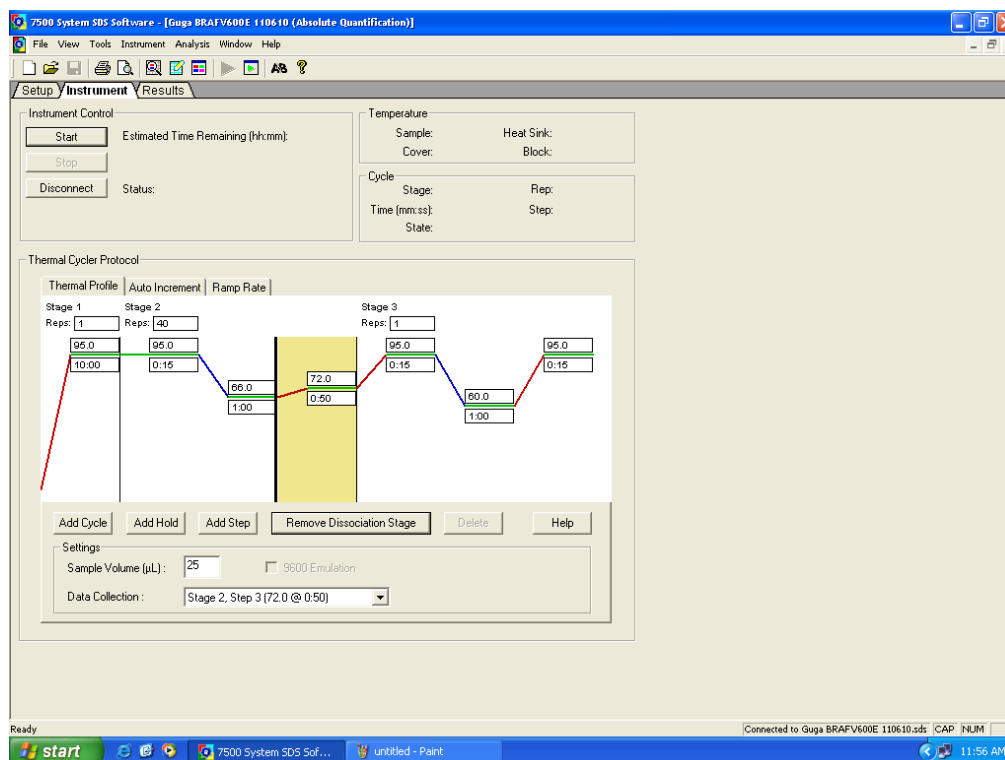 7500 System SDS Software - [Guga BRAFV600E 110610 (Absolute Quantification)]
File View Tools Instrument Analysis Window Help
Setup Instrument Results
Instrument Control
Start Estimated Time Remaining (hh:mm):
Stop
Disconnect Status:
Temperature
Sample: Heat Sink:
Cover: Block:
Cycle
Stage: Rep:
Time (mm:ss): Step:
State:
Thermal Cycler Protocol
Thermal Profile Auto Increment Ramp Rate
Stage 1 Stage 2 Stage 3
Reps: 1 Reps: 40 Reps: 1
95.0 95.0 95.0 95.0
10:00 0:15 0:15 0:15
72.0
66.0 0:50 60.0
1:00 1:00
Add Cycle Add Hold Add Step Remove Dissociation Stage Delete Help
Settings
Sample Volume (µL) : 25 9600 Emulation
Data Collection : Stage 2, Step 3 (72.0 @ 0:50)
Ready Connected to Guga BRAFV600E 110610.sds CAP NUM
start 7500 System SDS Sof... untitled - Paint 11:56 AM